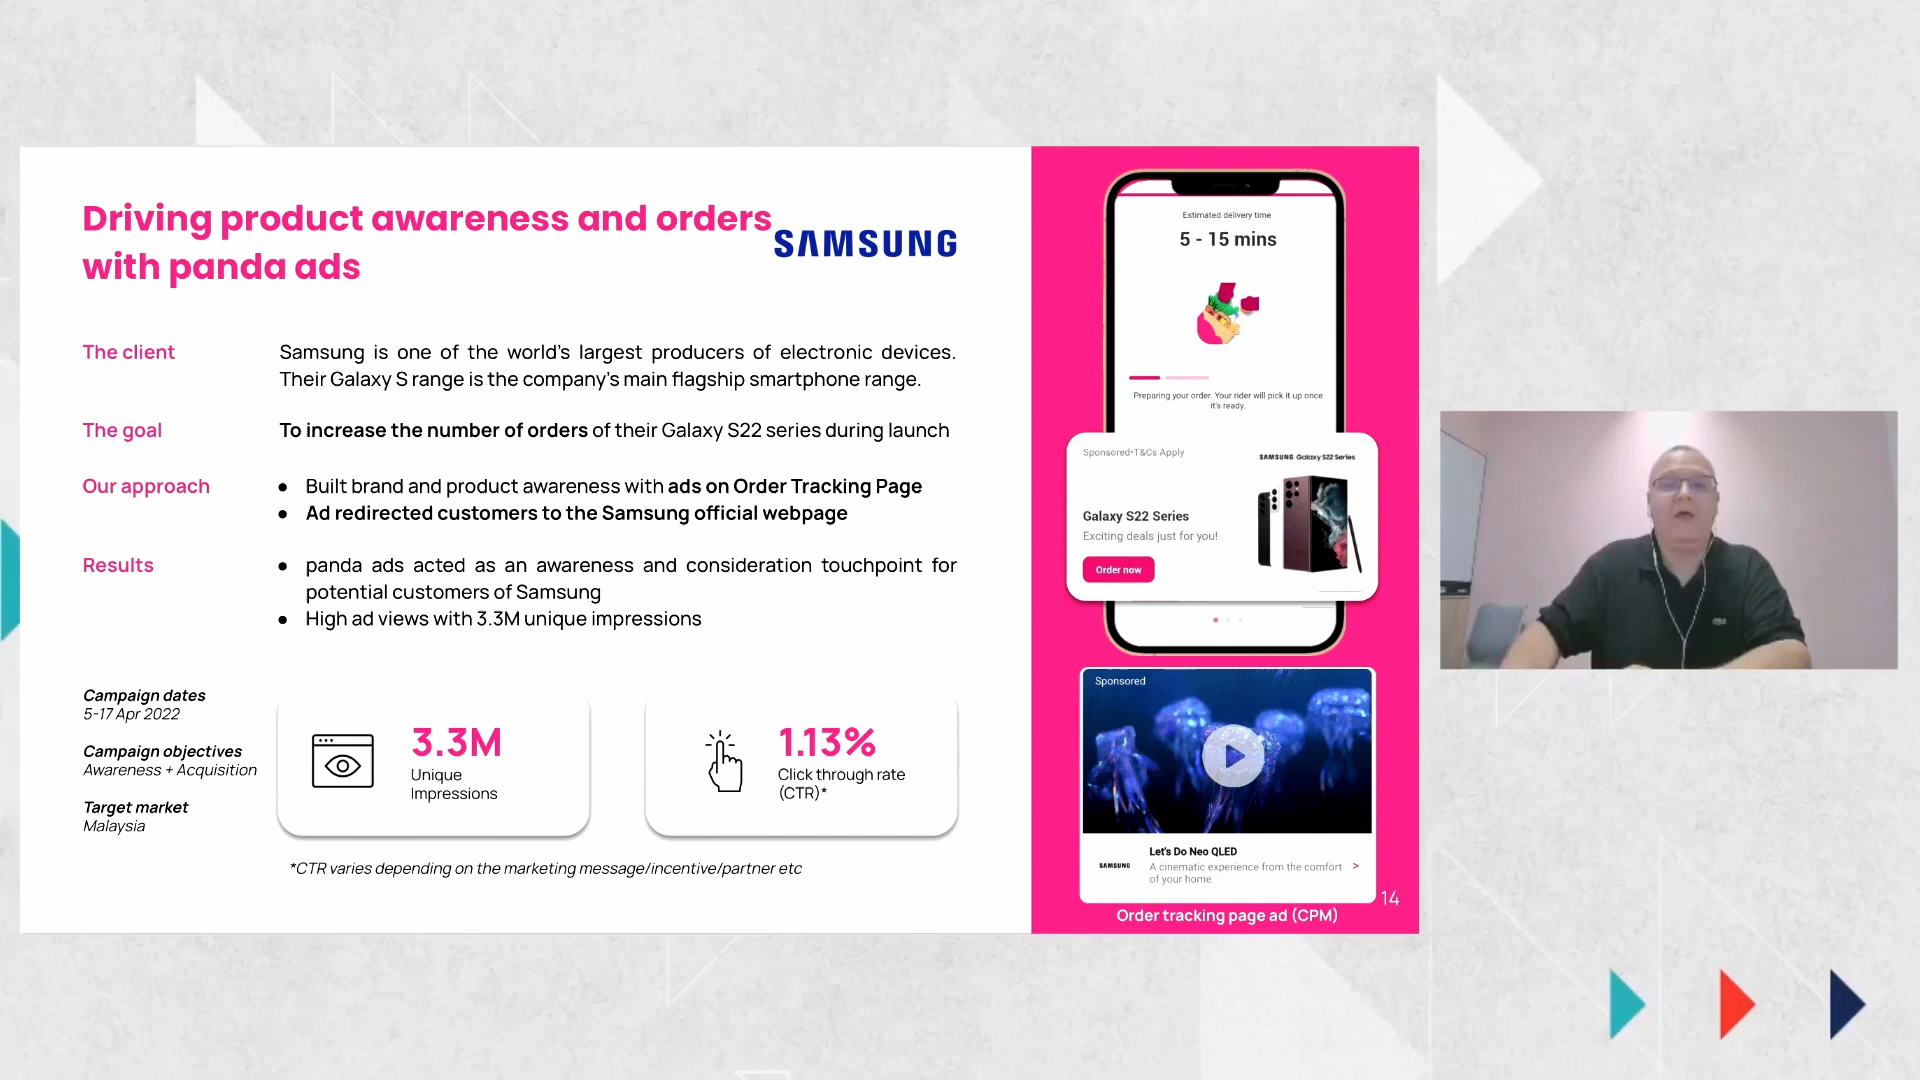 Driving product awareness and orders
with panda ads
SAMSUNG
The client
Samsung is one of the world's largest producers of electronic devices.
Their Galaxy S range is the company's main flagship smartphone range.
The goal
To increase the number of orders of their Galaxy S22 series during launch
Our approach
● Built brand and product awareness with ads on Order Tracking Page
● Ad redirected customers to the Samsung official webpage
Results
● panda ads acted as an awareness and consideration touchpoint for
potential customers of Samsung
● High ad views with 3.3M unique impressions
Campaign dates
5-17 Apr 2022
Campaign objectives
Awareness + Acquisition
Target market
Malaysia
3.3M
Unique
Impressions
1.13%
Click through rate
(CTR)*
*CTR varies depending on the marketing message/incentive/partner etc
Estimated delivery time
5 - 15 mins
Preparing your order. Your rider will pick it up once
it's ready.
Sponsored•T&Cs Apply
SAMSUNG Galaxy S22 Series
Galaxy S22 Series
Exciting deals just for you!
Order now
Sponsored
SAMSUNG
Let's Do Neo QLED
A cinematic experience from the comfort
of your home.
>
14
Order tracking page ad (CPM)